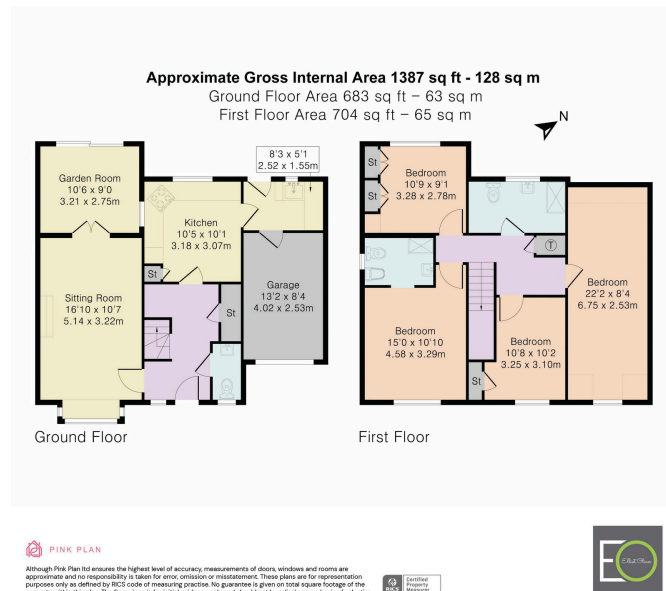 Approximate Gross Internal Area 1387 sq ft - 128 sq m
Ground Floor Area 683 sq ft – 63 sq m
First Floor Area 704 sq ft – 65 sq m
N
8'3 x 5'1
2.52 x 1.55m
Garden Room
10'6 x 9'0
3.21 x 2.75m
Kitchen
10'5 x 10'1
3.18 x 3.07m
St
Sitting Room
16'10 x 10'7
5.14 x 3.22m
St
Garage
13'2 x 8'4
4.02 x 2.53m
Ground Floor
St
St
Bedroom
10'9 x 9'1
3.28 x 2.78m
T
Bedroom
22'2 x 8'4
6.75 x 2.53m
Bedroom
15'0 x 10'10
4.58 x 3.29m
Bedroom
10'8 x 10'2
3.25 x 3.10m
St
First Floor
PINK PLAN
Although Pink Plan ltd ensures the highest level of accuracy, measurements of doors, windows and rooms are
approximate and no responsibility is taken for error, omission or misstatement. These plans are for representation
purposes only as defined by RICS code of measuring practise. No guarantee is given on total square footage of the
RICS
Certified
Property
Measurer
EO